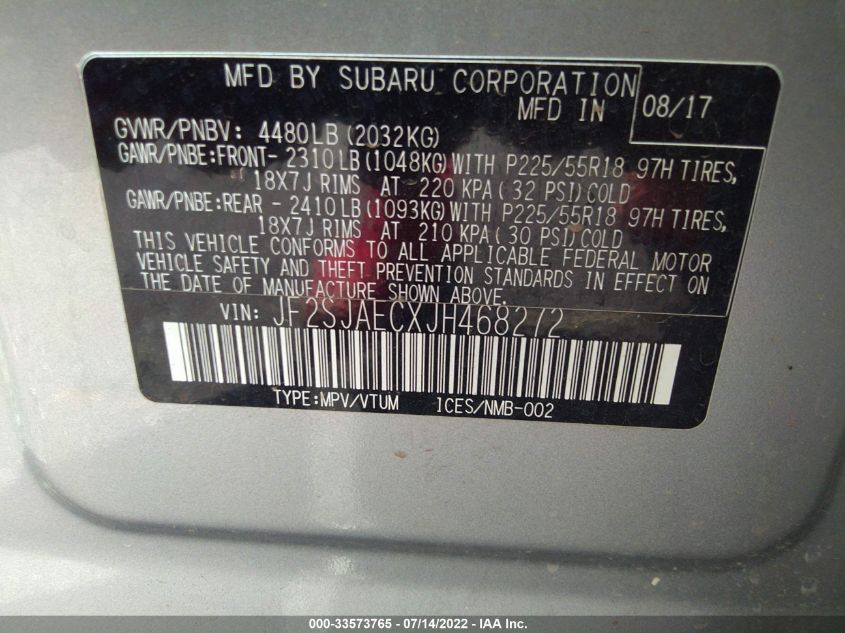 MFD BY SUBARU CORPORATION
MFD IN 08/17
GVWR/PNBV: 4480LB (2032KG)
GAWR/PNBE:FRONT- 2310LB (1048KG)WITH P225/55R18 97H TIRES,
18X7J RIMS AT 220 KPA (32 PSI)COLD
GAWR/PNBE:REAR - 2410LB(1093KG)WITH P225/55R18 97H TIRES,
18X7J RIMS AT 210 KPA( 30 PSI)COLD
THIS VEHICLE CONFORMS TO ALL APPLICABLE FEDERAL MOTOR
VEHICLE SAFETY AND THEFT PREVENTION STANDARDS IN EFFECT ON
THE DATE OF MANUFACTURE SHOWN ABOVE.
VIN: JF2SJAECXJH468272
TYPE:MPV/VTUM ICES/NMB-002
000-33573765 - 07/14/2022 - IAA Inc.